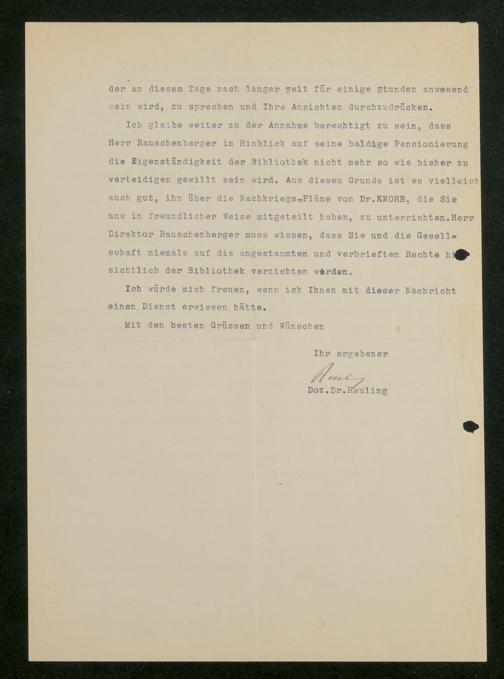 der an diesem Tage nach langer zeit für einige Stunden anwesend
sein wird, zu sprechen und Ihre Ansichten durchzudrücken.
Ich glaibe weiter zu der Annahme berechtigt zu sein, dass
Herr Rauschenberger in Hinblick auf seine baldige Pensionierung
die Eigenständigkeit der Bibliothek nicht mehr so wie bisher zu
verteidigen gewillt sein wird. Aus diesem Grunde ist es vielleich
auch gut, ihn über die Nachkriegs-Pläne von Dr.KNORR, die Sie
uns in freundlicher Weise mitgeteilt haben, zu unterrichten.Herr
Direktor Rauschenberger muss wissen, dass Sie und die Gesell=
schaft niemals auf die angestammten und verbrieften Rechte hi
sichtlich der Bibliothek verzichten werden.
Ich würde mich freuen, wenn ich Ihnen mit dieser Nachricht
einen Dienst erwiesen hätte.
Mit den besten Grüssen und Wünschen
Ihr ergebener
Doz.Dr.Reuling